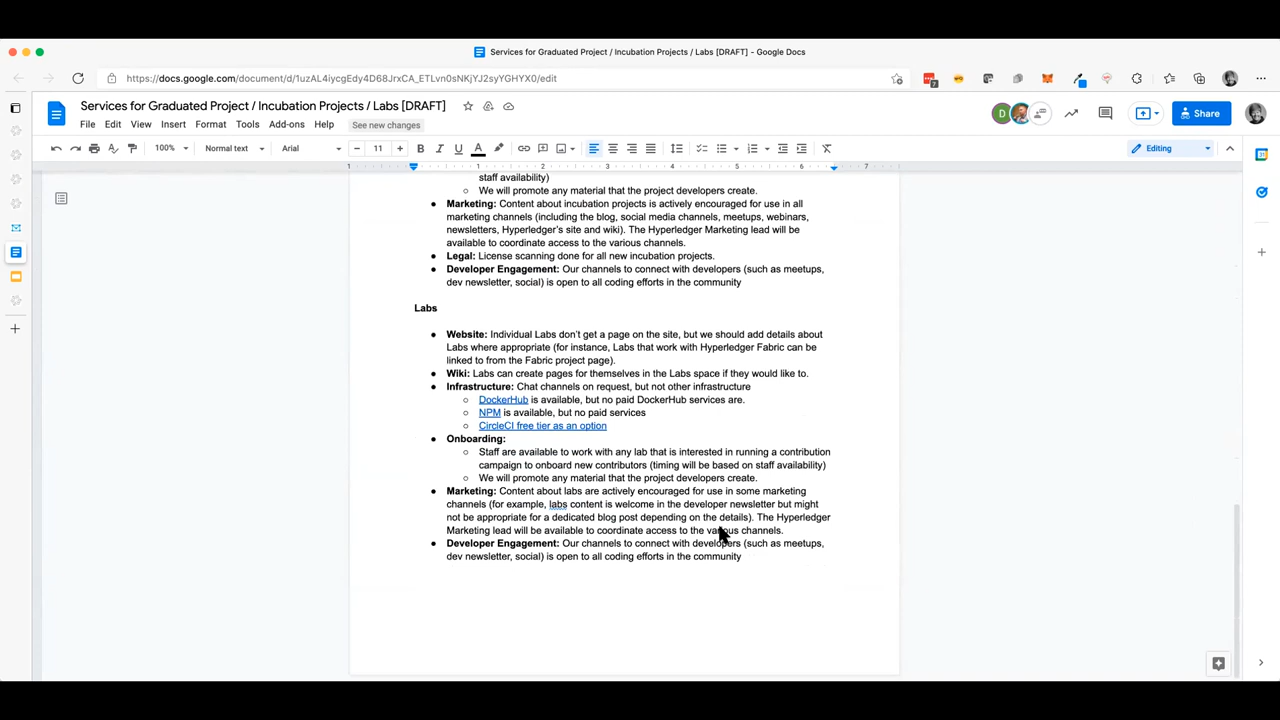 Services for Graduated Project / Incubation Projects / Labs [DRAFT] - Google Docs
https://docs.google.com/document/d/1uzAL4iycgEdy4D68JrxCA_ETLvn0sNKjYJ2syYGHYX0/edit
Services for Graduated Project / Incubation Projects / Labs [DRAFT]
File Edit View Insert Format Tools Add-ons Help See new changes
D
Share
100% Normal text Arial 11 B I U A Editing
1 1 2 3 4 5 6 7
staff availability)
We will promote any material that the project developers create.
Marketing: Content about incubation projects is actively encouraged for use in all
marketing channels (including the blog, social media channels, meetups, webinars,
newsletters, Hyperledger's site and wiki). The Hyperledger Marketing lead will be
available to coordinate access to the various channels.
Legal: License scanning done for all new incubation projects.
Developer Engagement: Our channels to connect with developers (such as meetups,
dev newsletter, social) is open to all coding efforts in the community
Labs
Website: Individual Labs don't get a page on the site, but we should add details about
Labs where appropriate (for instance, Labs that work with Hyperledger Fabric can be
linked to from the Fabric project page).
Wiki: Labs can create pages for themselves in the Labs space if they would like to.
Infrastructure: Chat channels on request, but not other infrastructure
DockerHub is available, but no paid DockerHub services are.
NPM is available, but no paid services
CircleCI free tier as an option
Onboarding:
Staff are available to work with any lab that is interested in running a contribution
campaign to onboard new contributors (timing will be based on staff availability)
We will promote any material that the project developers create.
Marketing: Content about labs are actively encouraged for use in some marketing
channels (for example, labs content is welcome in the developer newsletter but might
not be appropriate for a dedicated blog post depending on the details). The Hyperledger
Marketing lead will be available to coordinate access to the various channels.
Developer Engagement: Our channels to connect with developers (such as meetups,
dev newsletter, social) is open to all coding efforts in the community